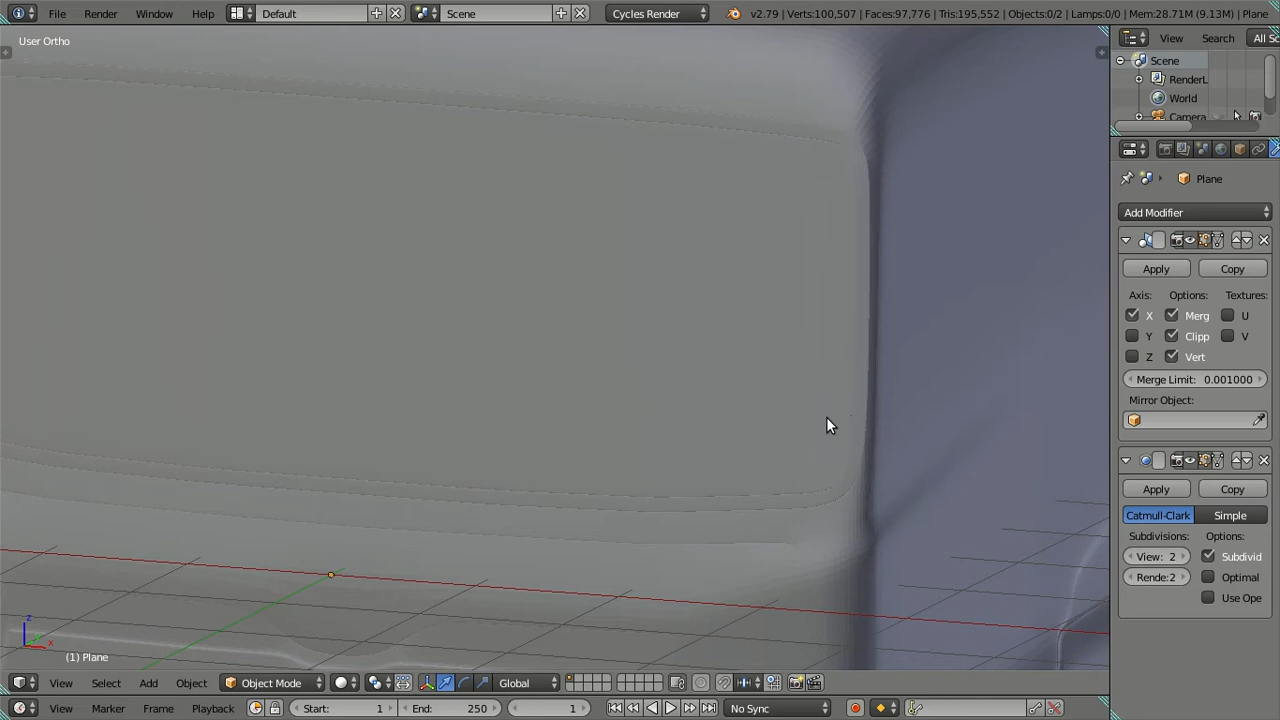 File Render Window Help Default Scene Cycles Render v2.79 | Verts:100,507 | Faces:97,776 | Tris:195,552 | Objects:0/2 | Lamps:0/0 | Mem:28.71M (9.13M) | Plane
User Ortho
View Search All Sc
Scene
RenderL
World
Camera
Plane
Add Modifier
Apply Copy
Axis: Options: Textures:
X Merg U
Y Clipp V
Z Vert
Merge Limit: 0.001000
Mirror Object:
Apply Copy
Catmull-Clark Simple
Subdivisions: Options:
View: 2 Subdivid
Rende:2 Optimal
Use Ope
z
y
x
(1) Plane
View Select Add Object Object Mode Global
View Marker Frame Playback Start: 1 End: 250 1 No Sync